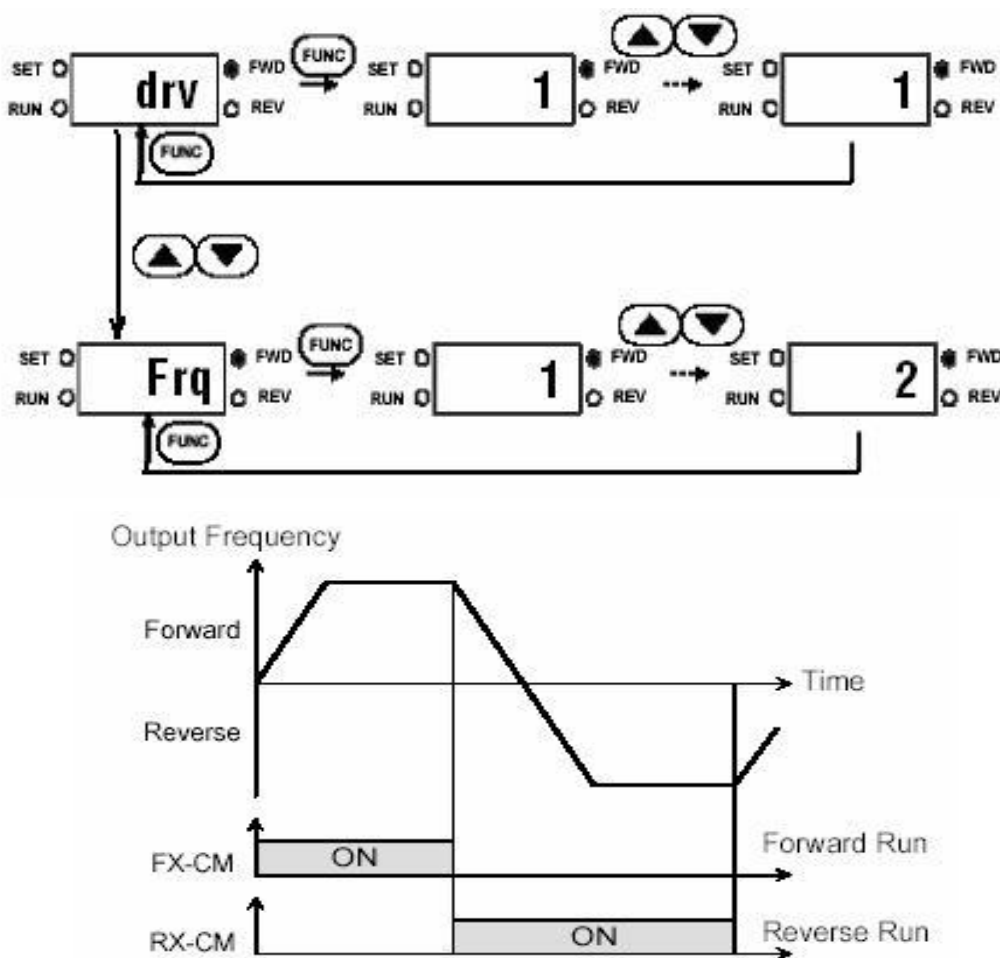 SET drv FWD FUNC SET 1 FWD SET 1 FWD
RUN REV RUN REV RUN REV
FUNC
SET Frq FWD FUNC SET 1 FWD SET 2 FWD
RUN REV RUN REV RUN REV
FUNC
Output Frequency
Forward
Time
Reverse
FX-CM ON Forward Run
RX-CM ON Reverse Run